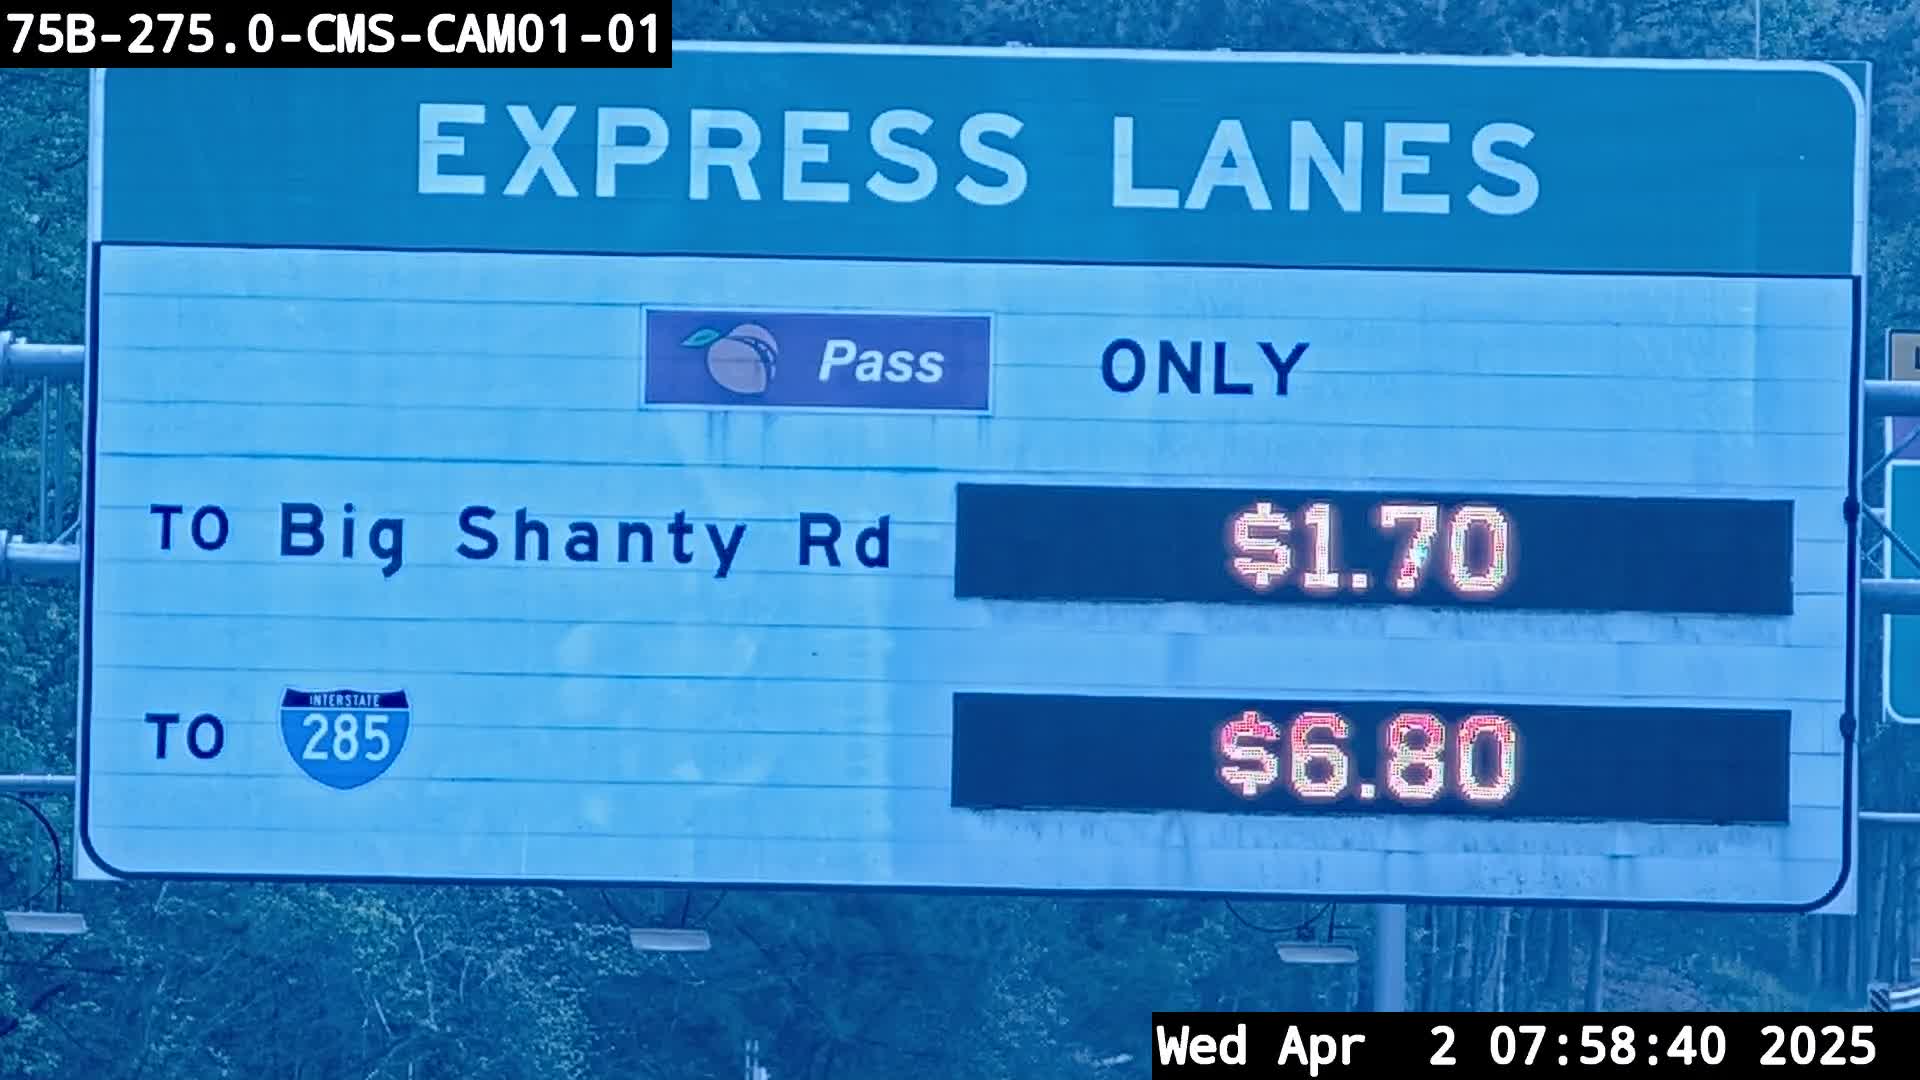 75B-275.0-CMS-CAM01-01
EXPRESS LANES
Pass ONLY
TO Big Shanty Rd $1.70
INTERSTATE
TO 285 $6.80
Wed Apr 2 07:58:40 2025